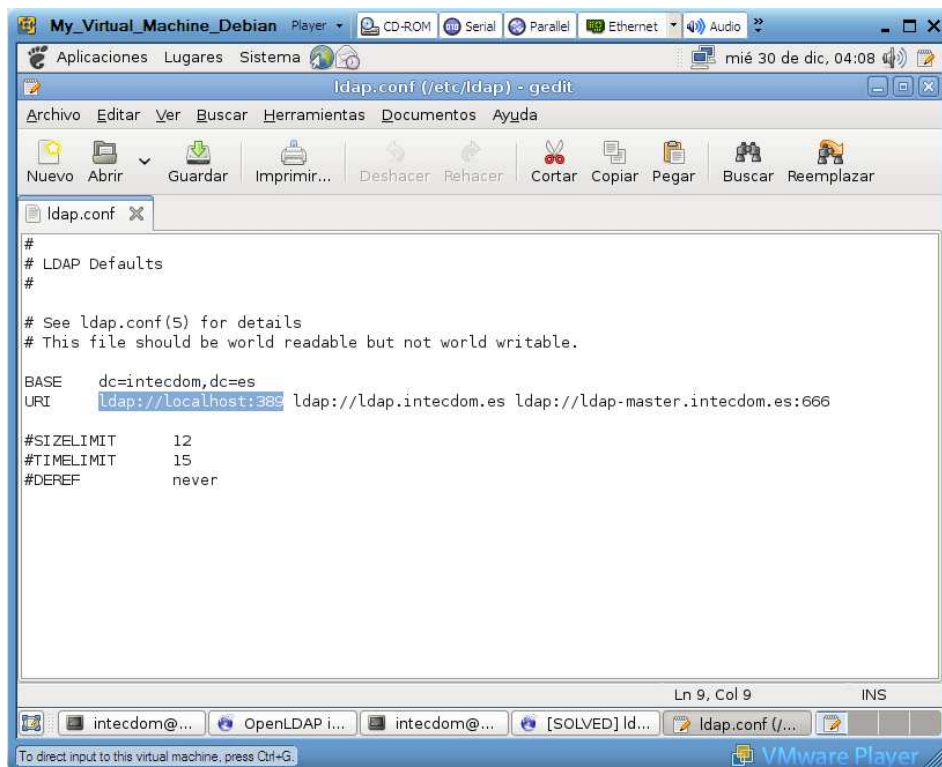 My_Virtual_Machine_Debian Player CD-ROM Serial Parallel Ethernet Audio
Aplicaciones Lugares Sistema mié 30 de dic, 04:08
ldap.conf (/etc/ldap) - gedit
Archivo Editar Ver Buscar Herramientas Documentos Ayuda
Nuevo Abrir Guardar Imprimir... Deshacer Rehacer Cortar Copiar Pegar Buscar Reemplazar
ldap.conf
#
# LDAP Defaults
#
# See ldap.conf(5) for details
# This file should be world readable but not world writable.
BASE dc=intecdom,dc=es
URI ldap://localhost:389 ldap://ldap.intecdom.es ldap://ldap-master.intecdom.es:666
#SIZELIMIT 12
#TIMELIMIT 15
#DEREF never
Ln 9, Col 9 INS
intecdom@... OpenLDAP i... intecdom@... [SOLVED] ld... ldap.conf (/...
To direct input to this virtual machine, press Ctrl+G. VMware Player